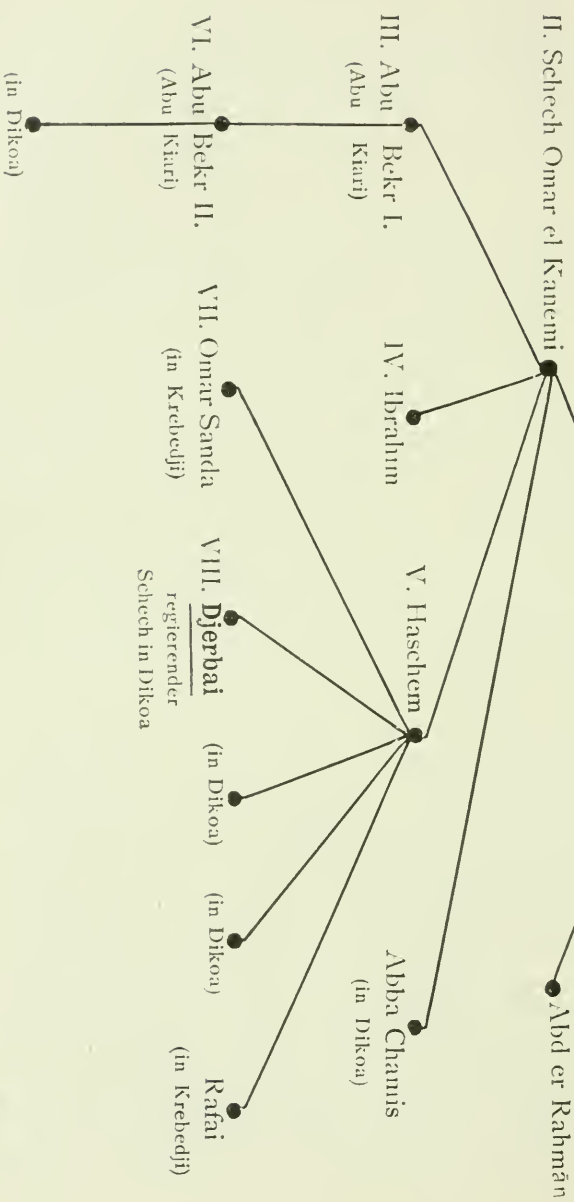 II. Schech Omar el Kanemi
Abd er Rahmān
III. Abu Bekr I.
(Abu Kiari)
IV. Ibrahim
V. Haschem
Abba Chamis
(in Dikoa)
VI. Abu Bekr II.
(Abu Kiari)
VII. Omar Sanda
(in Krebedji)
VIII. Djerbai
regierender
Schech in Dikoa
(in Dikoa)
(in Dikoa)
Rafai
(in Krebedji)
(in Dikoa)